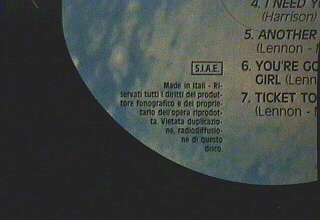 4. I NEED
(Harrison)
5. ANOTHER
(Lennon -
6. YOU'RE
GIRL (Lenn
7. TICKET TO
(Lennon -
S.I.A.E.
Made in Itali - Ri-
servati tutti i diritti del produt-
tore fonografico e del proprie-
tario dell'opera riprodot-
ta. Vietata duplicazio-
ne, radiodiffusio-
ne di questo
disco.